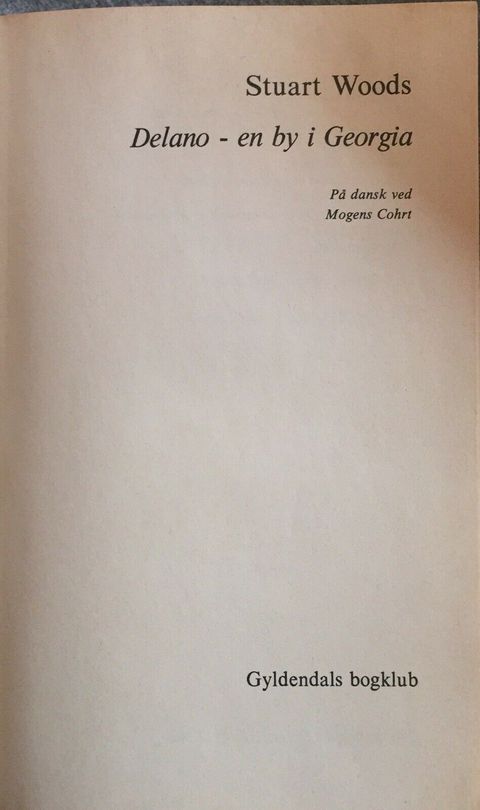 Stuart Woods
Delano - en by i Georgia
På dansk ved
Mogens Cohrt
Gyldendals bogklub